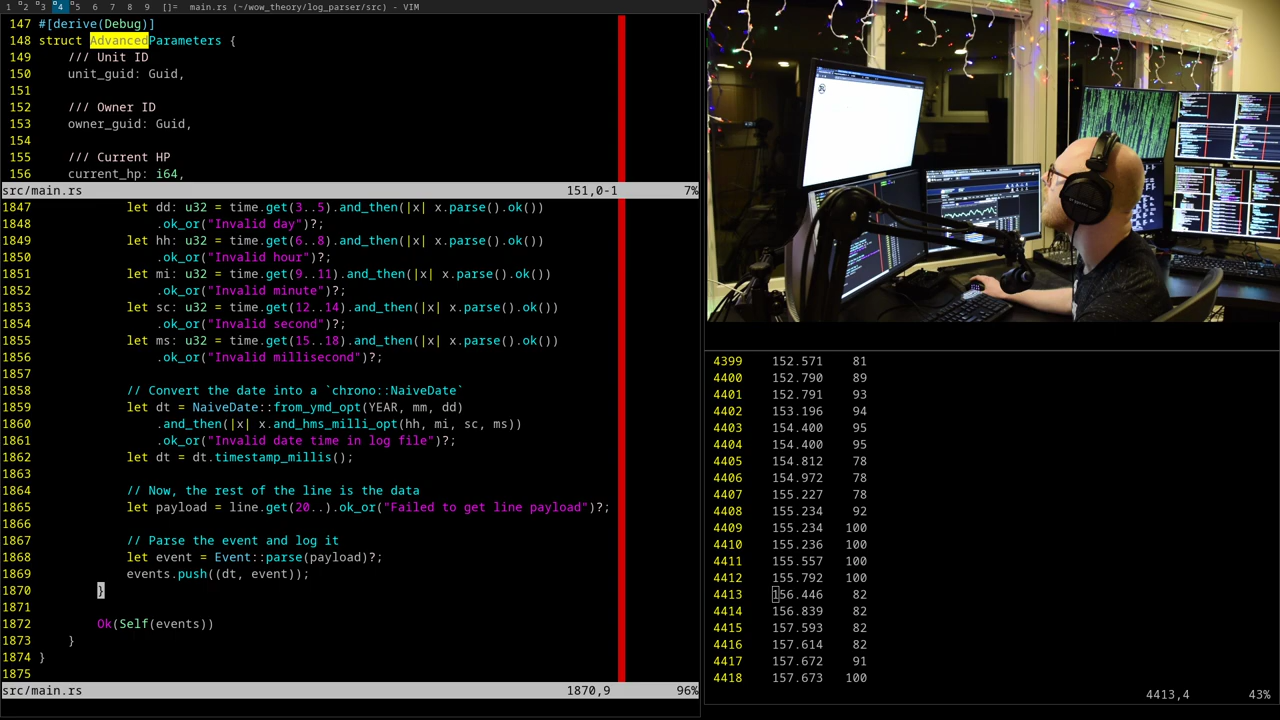 1 2 3 4 5 6 7 8 9 []= main.rs (~/wow_theory/log_parser/src) - VIM
147 #[derive(Debug)]
148 struct AdvancedParameters {
149     /// Unit ID
150     unit_guid: Guid,
151
152     /// Owner ID
153     owner_guid: Guid,
154
155     /// Current HP
156     current_hp: i64,
src/main.rs 151,0-1 7%
1847             let dd: u32 = time.get(3..5).and_then(|x| x.parse().ok())
1848                 .ok_or("Invalid day")?;
1849             let hh: u32 = time.get(6..8).and_then(|x| x.parse().ok())
1850                 .ok_or("Invalid hour")?;
1851             let mi: u32 = time.get(9..11).and_then(|x| x.parse().ok())
1852                 .ok_or("Invalid minute")?;
1853             let sc: u32 = time.get(12..14).and_then(|x| x.parse().ok())
1854                 .ok_or("Invalid second")?;
1855             let ms: u32 = time.get(15..18).and_then(|x| x.parse().ok())
1856                 .ok_or("Invalid millisecond")?;
1857
1858             // Convert the date into a `chrono::NaiveDate`
1859             let dt = NaiveDate::from_ymd_opt(YEAR, mm, dd)
1860                 .and_then(|x| x.and_hms_milli_opt(hh, mi, sc, ms))
1861                 .ok_or("Invalid date time in log file")?;
1862             let dt = dt.timestamp_millis();
1863
1864             // Now, the rest of the line is the data
1865             let payload = line.get(20..).ok_or("Failed to get line payload")?;
1866
1867             // Parse the event and log it
1868             let event = Event::parse(payload)?;
1869             events.push((dt, event));
1870         }
1871
1872         Ok(Self(events))
1873     }
1874 }
1875
src/main.rs 1870,9 96%
4399 152.571 81
4400 152.790 89
4401 152.791 93
4402 153.196 94
4403 154.400 95
4404 154.400 95
4405 154.812 78
4406 154.972 78
4407 155.227 78
4408 155.234 92
4409 155.234 100
4410 155.236 100
4411 155.557 100
4412 155.792 100
4413 156.446 82
4414 156.839 82
4415 157.593 82
4416 157.614 82
4417 157.672 91
4418 157.673 100
4413,4 43%